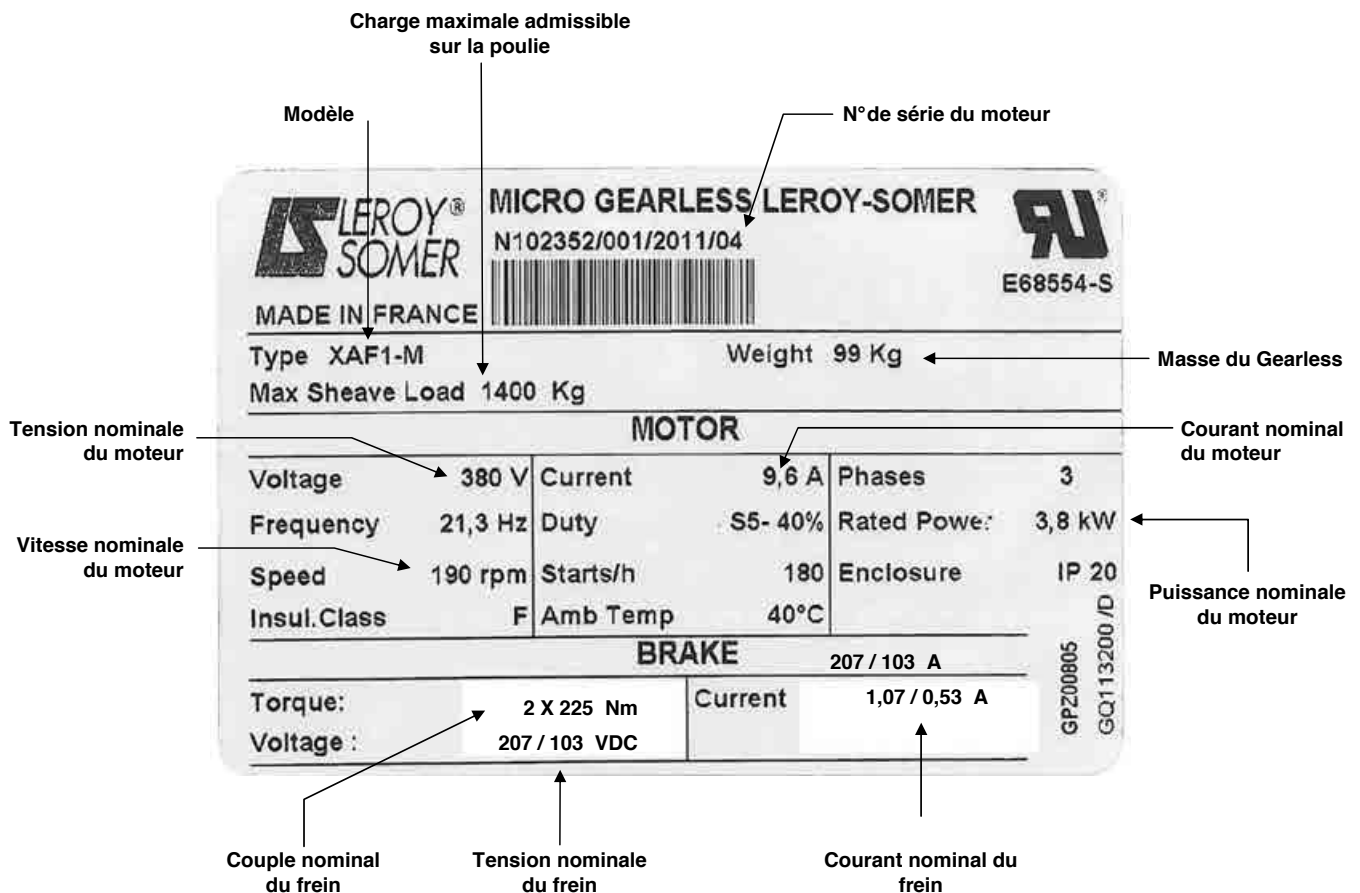 Charge maximale admissible
sur la poulie
Modèle
N° de série du moteur
LEROY®
SOMER
MICRO GEARLESS LEROY-SOMER
N102352/001/2011/04
®
E68554-S
MADE IN FRANCE
Type XAF1-M
Weight 99 Kg
Masse du Gearless
Max Sheave Load 1400 Kg
MOTOR
Tension nominale
du moteur
Courant nominal
du moteur
Voltage 380 V
Current 9,6 A
Phases 3
Frequency 21,3 Hz
Duty S5- 40%
Rated Power 3,8 kW
Vitesse nominale
du moteur
Speed 190 rpm
Starts/h 180
Enclosure IP 20
Puissance nominale
du moteur
Insul.Class F
Amb Temp 40°C
BRAKE
207 / 103 A
Torque: 2 X 225 Nm
Current 1,07 / 0,53 A
Voltage : 207 / 103 VDC
GPZ00805
GQ113200 /D
Couple nominal
du frein
Tension nominale
du frein
Courant nominal du
frein